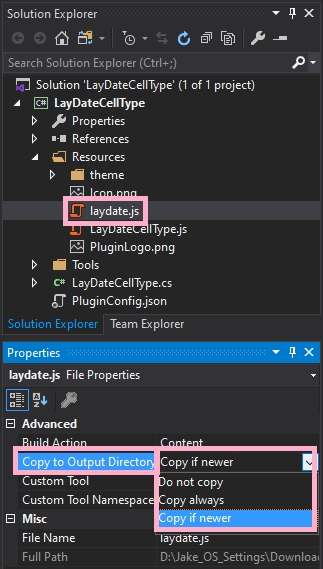 Solution Explorer
Search Solution Explorer (Ctrl+;)
Solution 'LayDateCellType' (1 of 1 project)
C# LayDateCellType
Properties
References
Resources
theme
Icon.png
laydate.js
LayDateCellType.js
PluginLogo.png
Tools
C# LayDateCellType.cs
PluginConfig.json
Solution Explorer Team Explorer
Properties
laydate.js File Properties
Advanced
Build Action Content
Copy to Output Directory Copy if newer
Custom Tool Do not copy
Custom Tool Namespace Copy always
Copy if newer
Misc
File Name laydate.js
Full Path D:\Jake_OS_Settings\Download